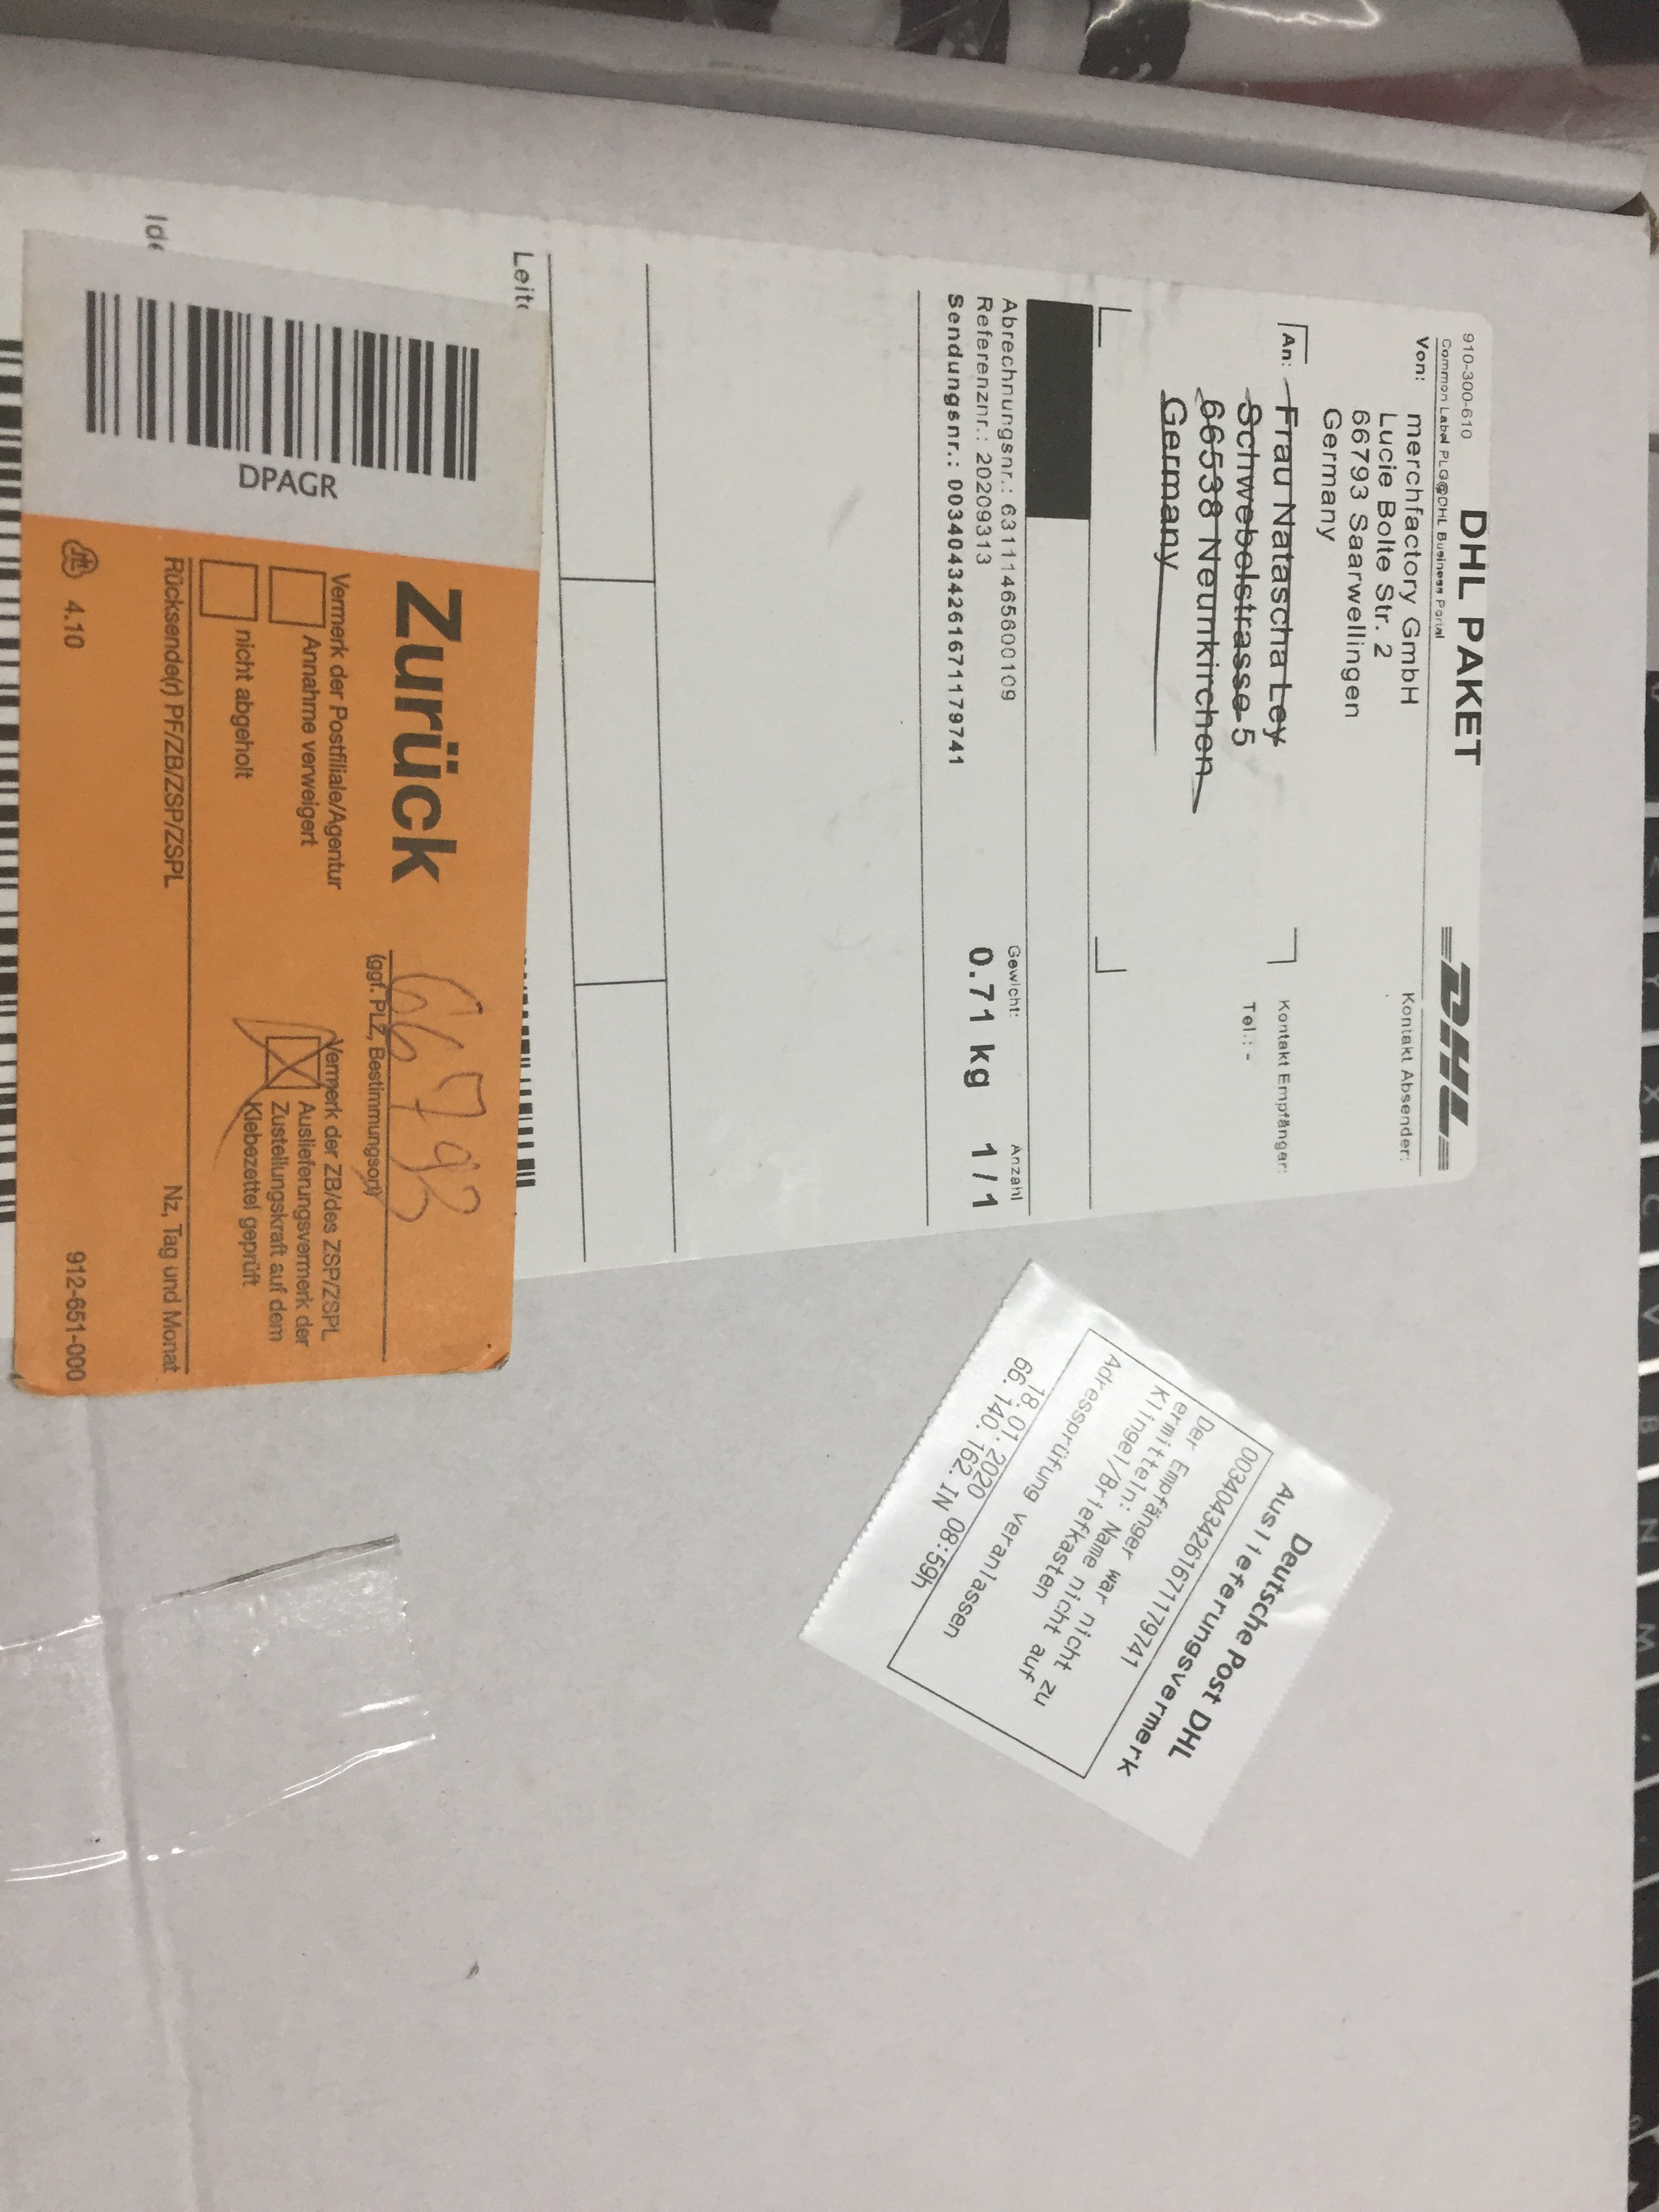 910-300-610 DHL PAKET
Common Label PLG@DHL Business Portal
DHL
Von: merchfactory GmbH
Lucie Bolte Str. 2
66793 Saarwellingen
Germany
Kontakt Absender:
An: Frau Natascha Ley
Schwebelstrasse 5
66538 Neunkirchen
Germany
Kontakt Empfänger:
Tel.: -
Abrechnungsnr.: 63111465600109
Referenznr.: 20209313
Sendungsnr.: 00340434261671179741
Gewicht:
0.71 kg
Anzahl
1/1
Leitc
Ide
DPAGR
Zurück
66793
(ggf. PLZ, Bestimmungsort)
Vermerk der Postfiliale/Agentur
Annahme verweigert
nicht abgeholt
Vermerk der ZB/des ZSP/ZSPL
Auslieferungsvermerk der
Zustellungskraft auf dem
Klebezettel geprüft
Rücksende(r) PF/ZB/ZSP/ZSPL
Nz, Tag und Monat
4.10
912-651-000
Deutsche Post DHL
Auslieferungsvermerk
00340434261671179741
Der Empfänger war nicht zu
ermitteln: Name nicht auf
Klingel/Briefkasten
Adressprüfung veranlassen
18.01.2020
66.140.162.IN 08:59h